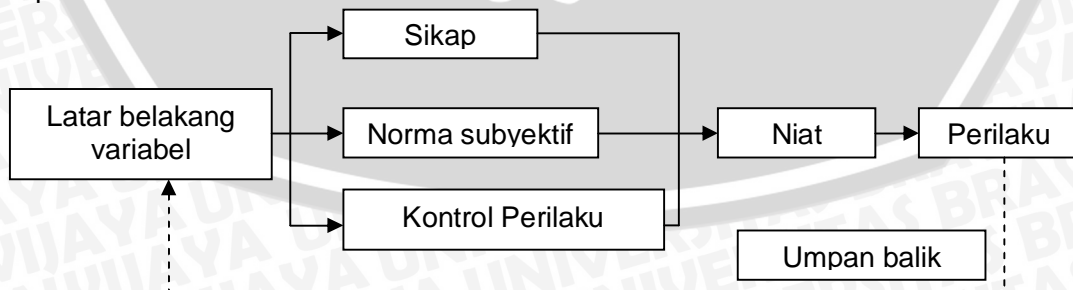 Sikap
Latar belakang
variabel
Norma subyektif
Niat
Perilaku
Kontrol Perilaku
Umpan balik